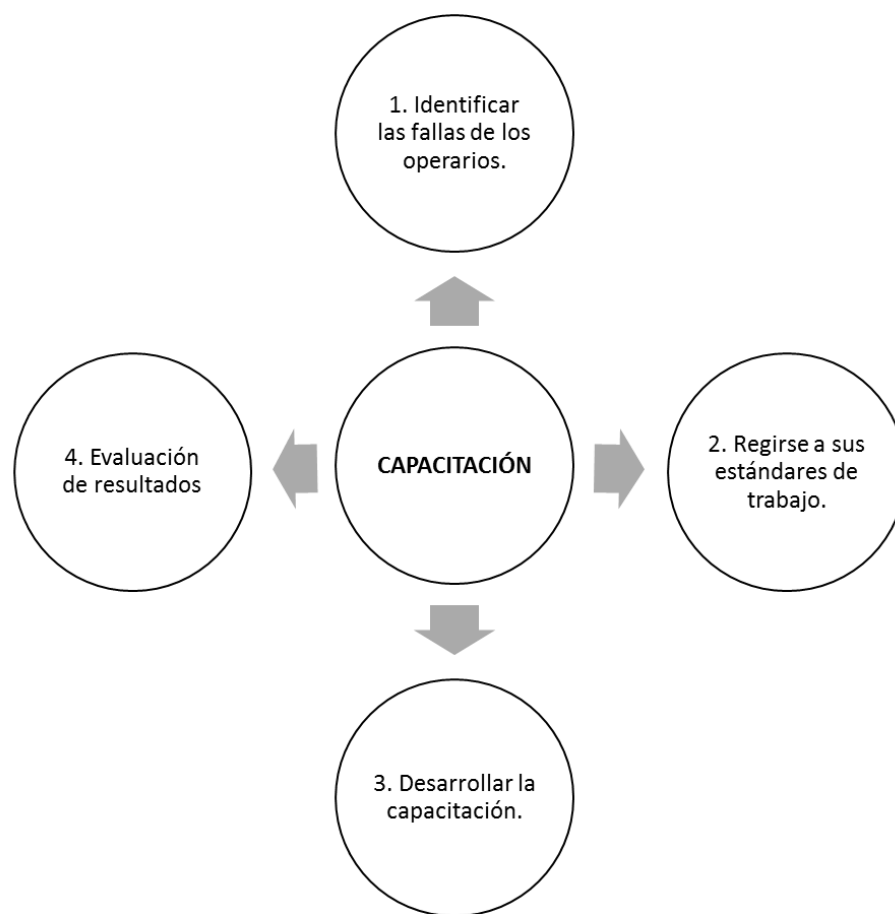 1. Identificar
las fallas de los
operarios.
4. Evaluación
de resultados
CAPACITACIÓN
2. Regirse a sus
estándares de
trabajo.
3. Desarrollar la
capacitación.